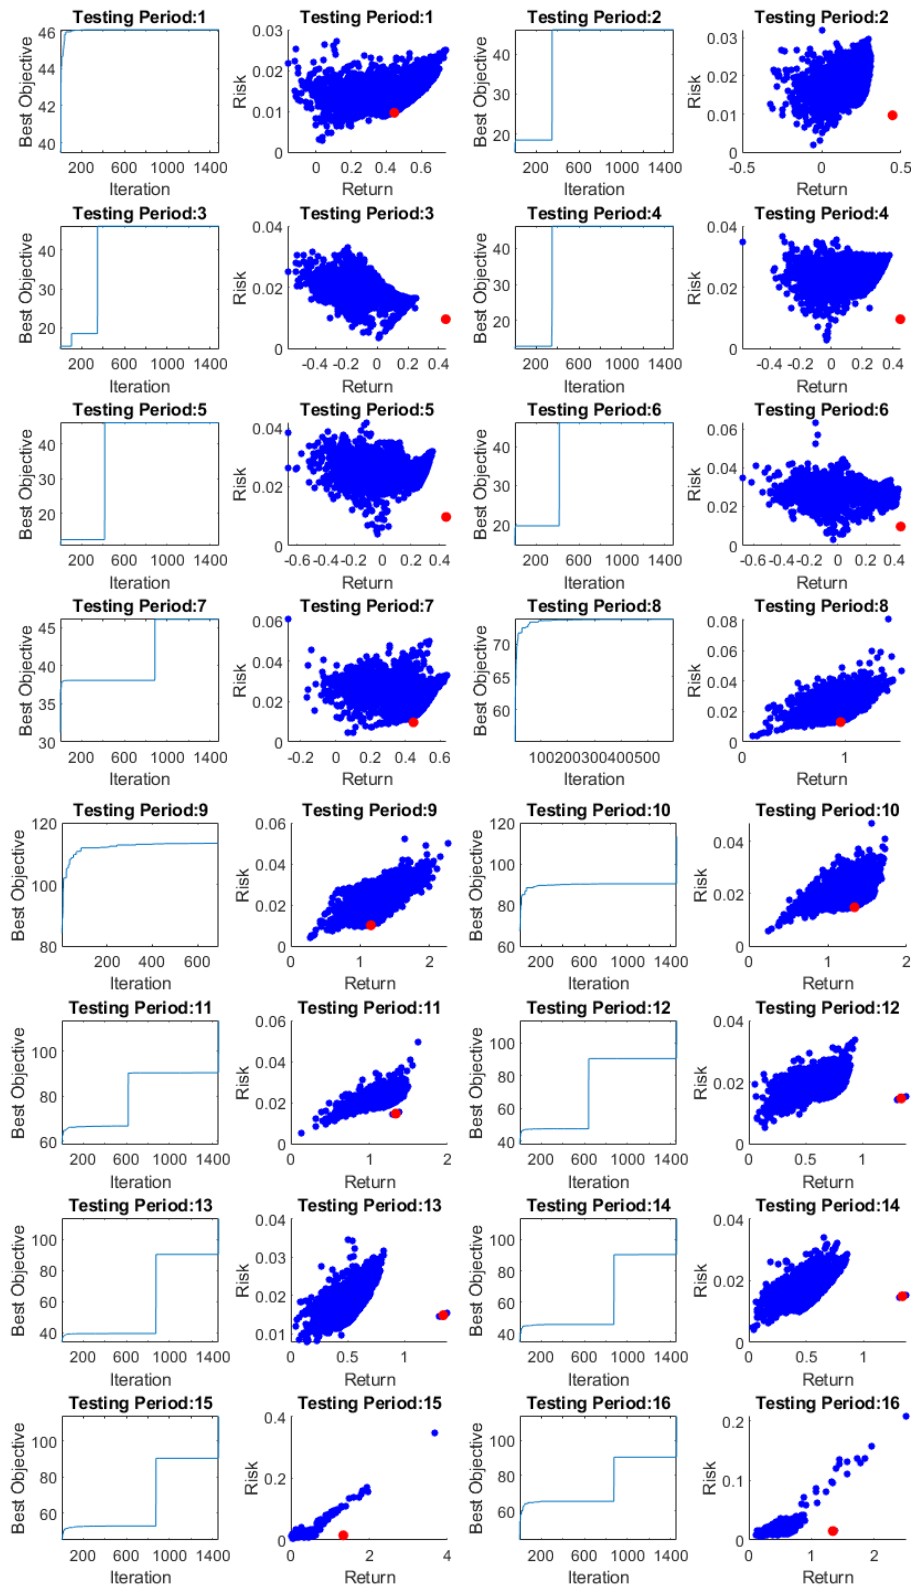 Testing Period:1
Best Objective
46
44
42
40
200 600 1000 1400
Iteration
Testing Period:1
Risk
0.03
0.02
0.01
0
0 0.2 0.4 0.6
Return
Testing Period:2
Best Objective
40
30
20
200 600 1000 1400
Iteration
Testing Period:2
Risk
0.03
0.02
0.01
0
-0.5 0 0.5
Return
Testing Period:3
Best Objective
40
30
20
200 600 1000 1400
Iteration
Testing Period:3
Risk
0.04
0.02
0
-0.4 -0.2 0 0.2 0.4
Return
Testing Period:4
Best Objective
40
30
20
200 600 1000 1400
Iteration
Testing Period:4
Risk
0.04
0.02
0
-0.4 -0.2 0 0.2 0.4
Return
Testing Period:5
Best Objective
40
30
20
200 600 1000 1400
Iteration
Testing Period:5
Risk
0.04
0.02
0
-0.6 -0.4 -0.2 0 0.2 0.4
Return
Testing Period:6
Best Objective
40
30
20
200 600 1000 1400
Iteration
Testing Period:6
Risk
0.06
0.04
0.02
0
-0.6 -0.4 -0.2 0 0.2 0.4
Return
Testing Period:7
Best Objective
45
40
35
30
200 600 1000 1400
Iteration
Testing Period:7
Risk
0.06
0.04
0.02
0
-0.2 0 0.2 0.4 0.6
Return
Testing Period:8
Best Objective
70
65
60
100200300400500
Iteration
Testing Period:8
Risk
0.08
0.06
0.04
0.02
0
1
Return
Testing Period:9
Best Objective
120
100
80
200 400 600
Iteration
Testing Period:9
Risk
0.06
0.04
0.02
0
0 1 2
Return
Testing Period:10
Best Objective
100
80
60
200 600 1000 1400
Iteration
Testing Period:10
Risk
0.04
0.02
0
0 1 2
Return
Testing Period:11
Best Objective
100
80
60
200 600 1000 1400
Iteration
Testing Period:11
Risk
0.06
0.04
0.02
0
0 1 2
Return
Testing Period:12
Best Objective
100
80
60
40
200 600 1000 1400
Iteration
Testing Period:12
Risk
0.04
0.02
0
0 0.5 1
Return
Testing Period:13
Best Objective
100
80
60
40
200 600 1000 1400
Iteration
Testing Period:13
Risk
0.04
0.03
0.02
0.01
0 0.5 1
Return
Testing Period:14
Best Objective
100
80
60
40
200 600 1000 1400
Iteration
Testing Period:14
Risk
0.04
0.02
0
0 0.5 1
Return
Testing Period:15
Best Objective
100
80
60
200 600 1000 1400
Iteration
Testing Period:15
Risk
0.4
0.2
0
0 2 4
Return
Testing Period:16
Best Objective
100
80
60
200 600 1000 1400
Iteration
Testing Period:16
Risk
0.2
0.1
0
0 1 2
Return